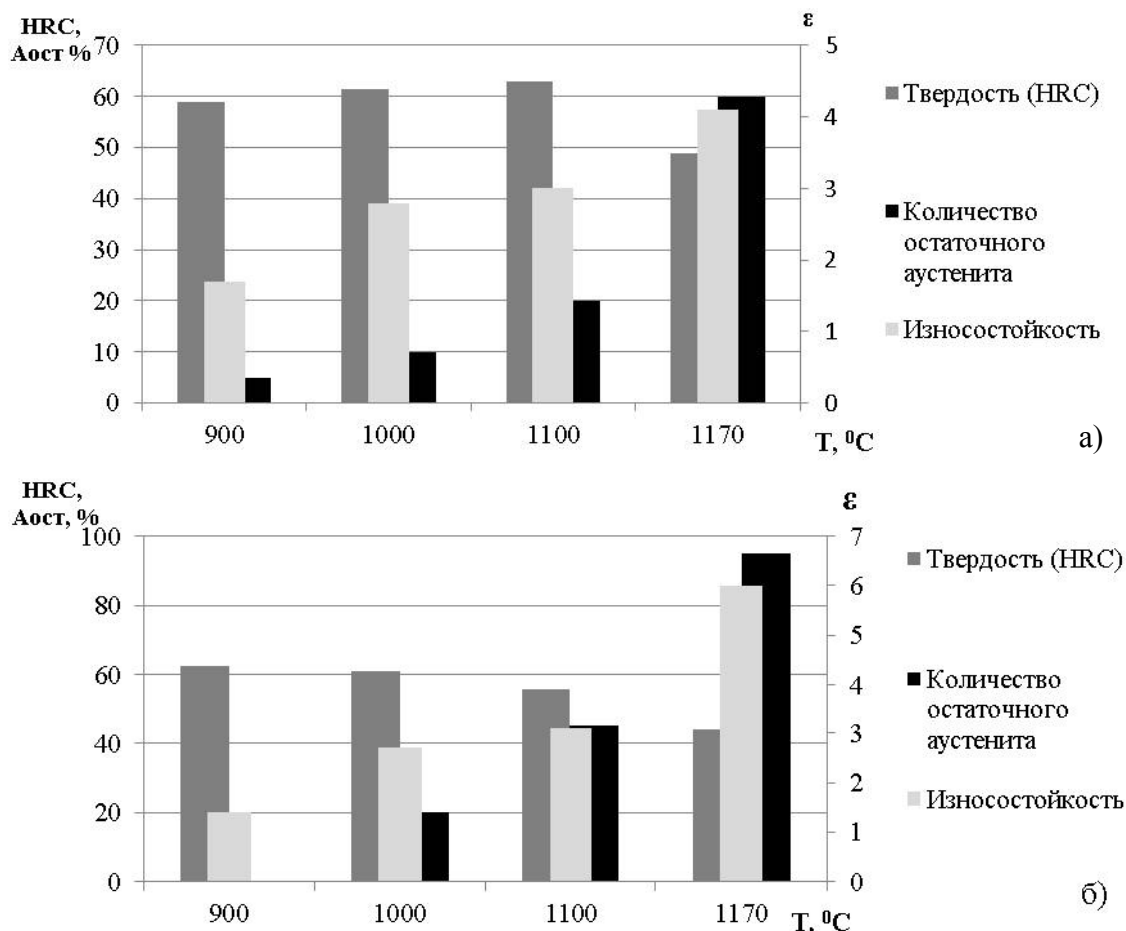 HRC,
Аост %
ε
70
60
50
40
30
20
10
0
5
4
3
2
1
0
900
1000
1100
1170
T, ⁰C
Твердость (HRC)
Количество
остаточного
аустенита
Износостойкость
а)
HRC,
Аост, %
ε
100
80
60
40
20
0
7
6
5
4
3
2
1
0
900
1000
1100
1170
T, ⁰C
Твердость (HRC)
Количество
остаточного
аустенита
Износостойкость
б)